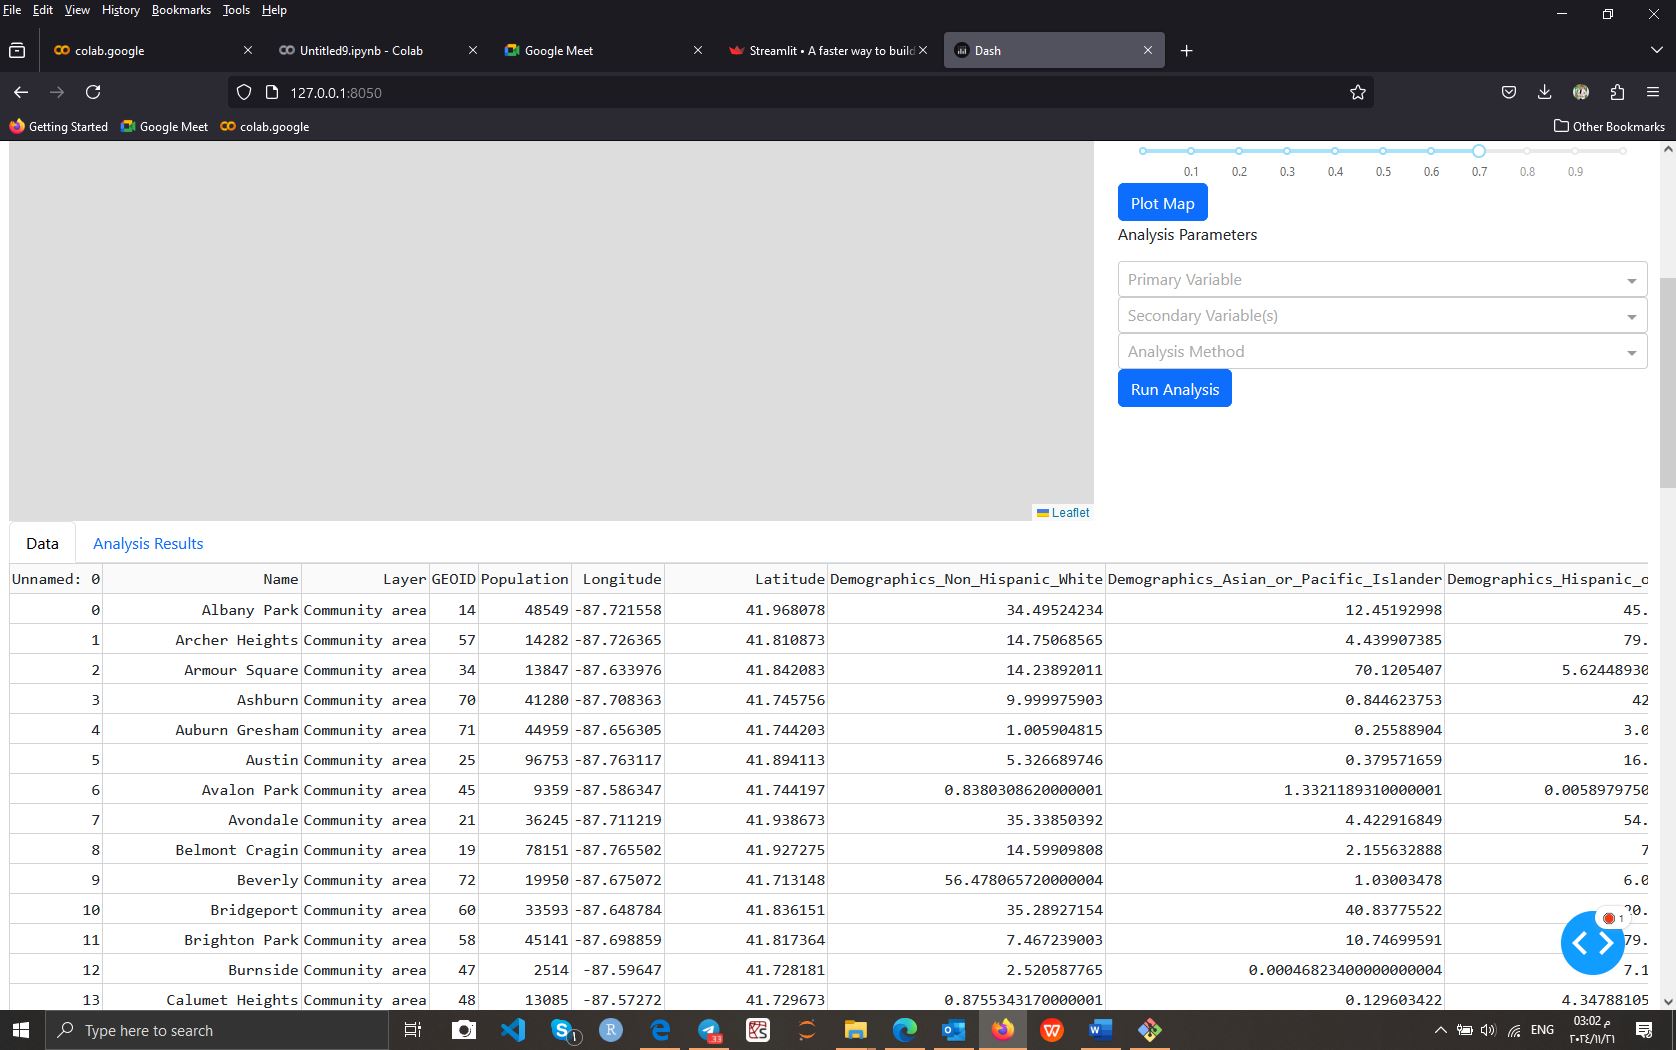 File Edit View History Bookmarks Tools Help
colab.google
Untitled9.ipynb - Colab
Google Meet
Streamlit • A faster way to build
Dash
127.0.0.1:8050
Getting Started Google Meet colab.google Other Bookmarks
0.1 0.2 0.3 0.4 0.5 0.6 0.7 0.8 0.9
Plot Map
Analysis Parameters
Primary Variable
Secondary Variable(s)
Analysis Method
Run Analysis
Leaflet
Data Analysis Results
Unnamed: 0 Name Layer GEOID Population Longitude Latitude Demographics_Non_Hispanic_White Demographics_Asian_or_Pacific_Islander Demographics_Hispanic_o
0 Albany Park Community area 14 48549 -87.721558 41.968078 34.49524234 12.45192998 45.
1 Archer Heights Community area 57 14282 -87.726365 41.810873 14.75068565 4.439907385 79.
2 Armour Square Community area 34 13847 -87.633976 41.842083 14.23892011 70.1205407 5.62448930
3 Ashburn Community area 70 41280 -87.708363 41.745756 9.999975903 0.844623753 42
4 Auburn Gresham Community area 71 44959 -87.656305 41.744203 1.005904815 0.25588904 3.0
5 Austin Community area 25 96753 -87.763117 41.894113 5.326689746 0.379571659 16.
6 Avalon Park Community area 45 9359 -87.586347 41.744197 0.8380308620000001 1.3321189310000001 0.0058979750
7 Avondale Community area 21 36245 -87.711219 41.938673 35.33850392 4.422916849 54.
8 Belmont Cragin Community area 19 78151 -87.765502 41.927275 14.59909808 2.155632888 7
9 Beverly Community area 72 19950 -87.675072 41.713148 56.478065720000004 1.03003478 6.0
10 Bridgeport Community area 60 33593 -87.648784 41.836151 35.28927154 40.83775522 20.
11 Brighton Park Community area 58 45141 -87.698859 41.817364 7.467239003 10.74699591 79.
12 Burnside Community area 47 2514 -87.59647 41.728181 2.520587765 0.00046823400000000004 7.1
13 Calumet Heights Community area 48 13085 -87.57272 41.729673 0.8755343170000001 0.129603422 4.34788105
1
Type here to search
1
33
ENG
03:02 م
٢٠٢٤/١١/٢١